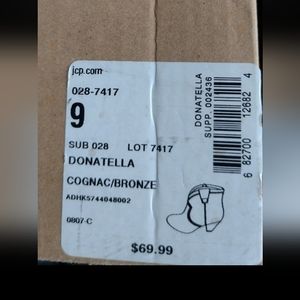 jcp.com
028-7417
9
SUB 028 LOT 7417
DONATELLA
COGNAC/BRONZE
ADHK5744048002
0807-C
$69.99
DONATELLA
SUPP. 002436
6 82700 12682 4